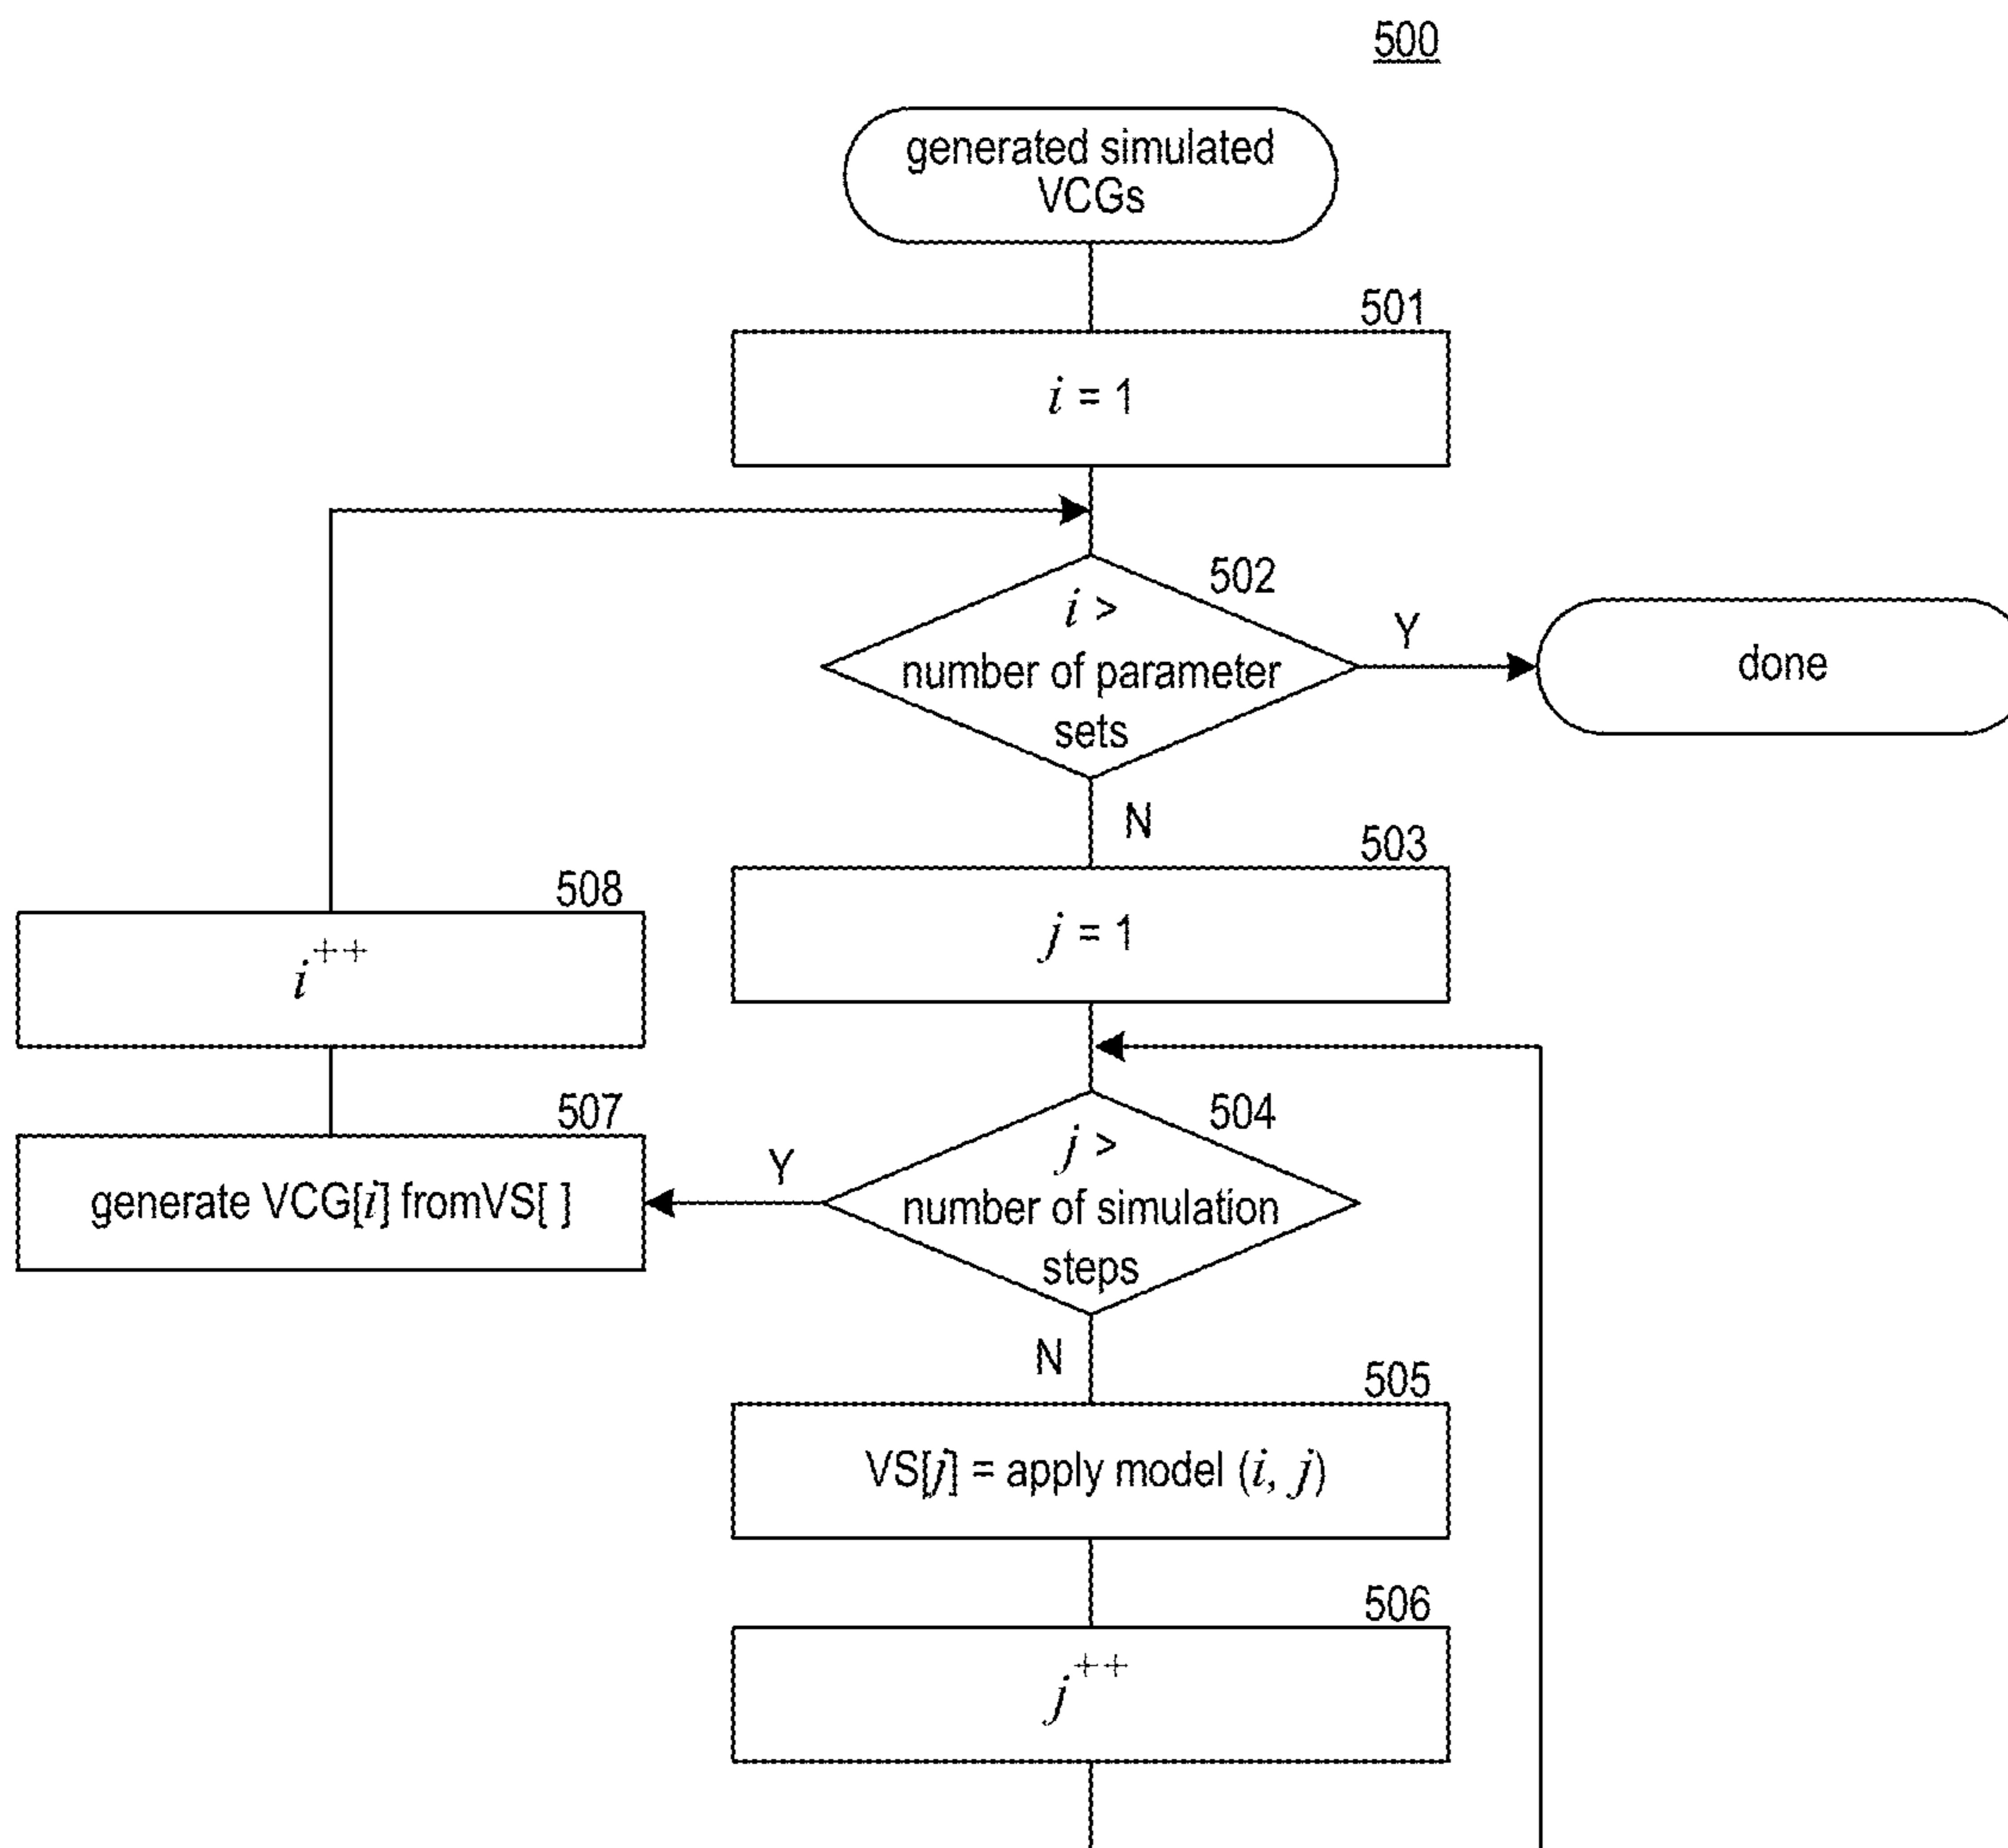 500
generated simulated
VCGs
501
i = 1
502
i >
number of parameter
sets
Y
done
N
503
j = 1
508
i++
507
generate VCG[i] fromVS[ ]
Y
504
j >
number of simulation
steps
N
505
VS[j] = apply model (i, j)
506
j++